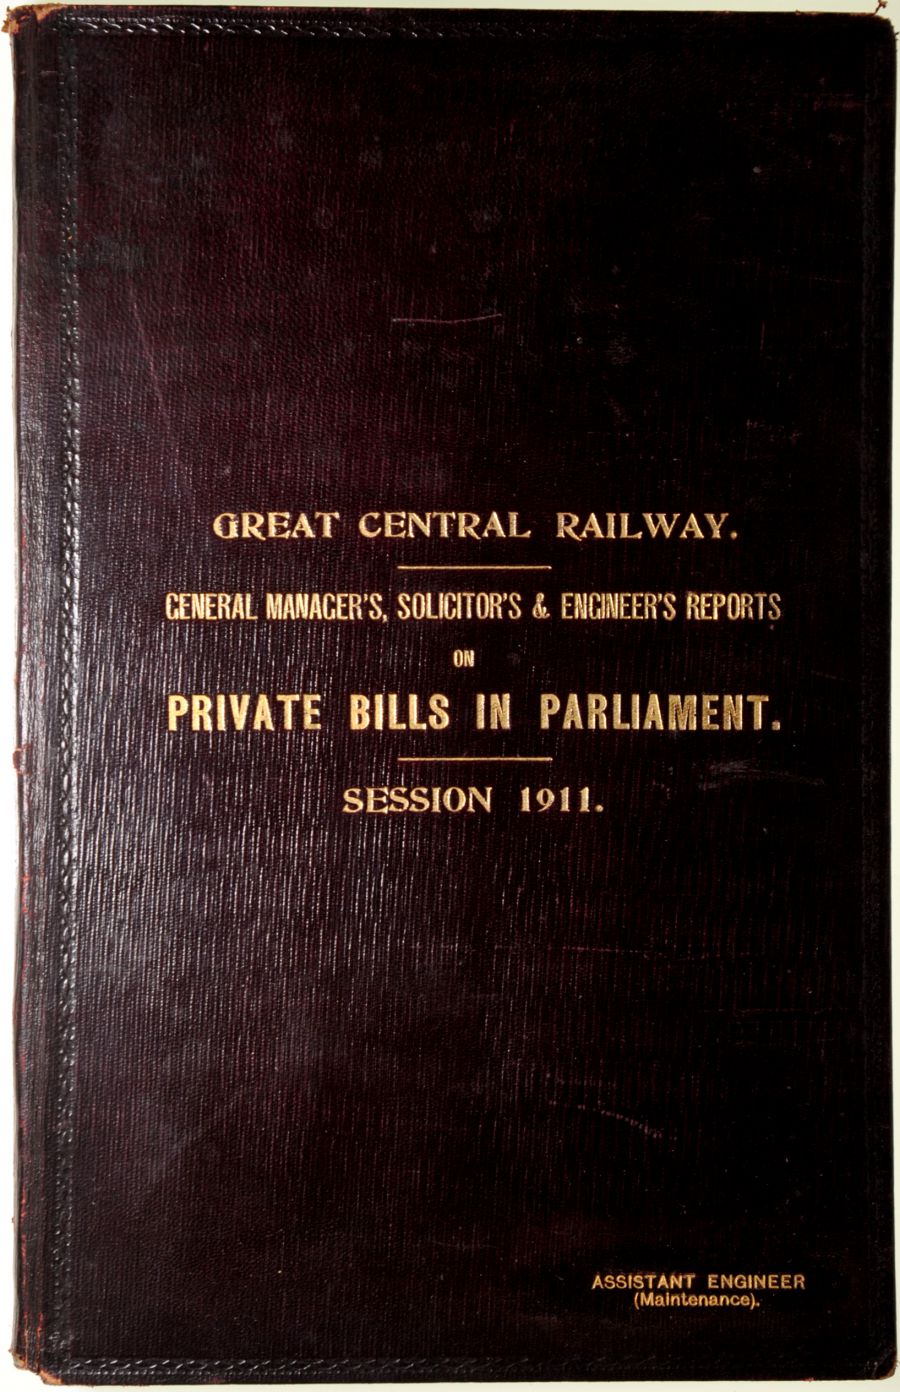 GREAT CENTRAL RAILWAY.
GENERAL MANAGER'S, SOLICITOR'S & ENGINEER'S REPORTS
ON
PRIVATE BILLS IN PARLIAMENT.
SESSION 1911.
ASSISTANT ENGINEER
(Maintenance).